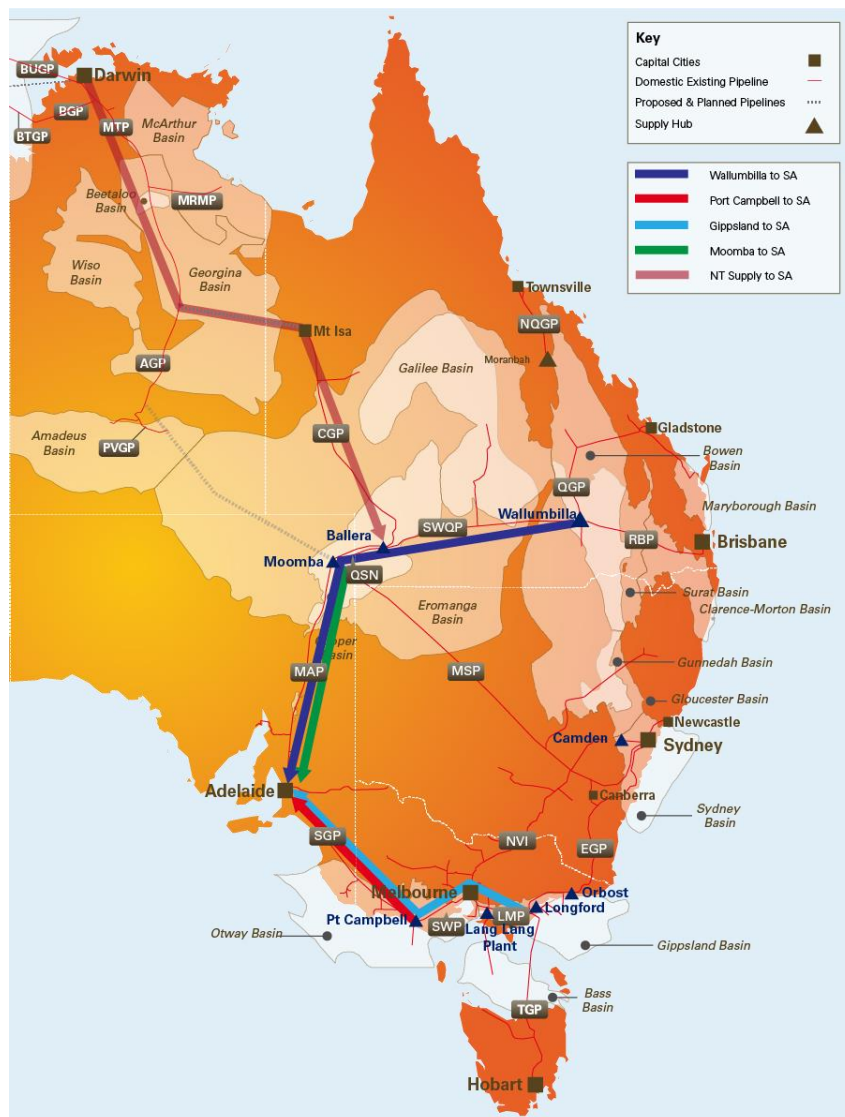 Key
Capital Cities
Domestic Existing Pipeline
Proposed & Planned Pipelines
Supply Hub
Wallumbilla to SA
Port Campbell to SA
Gippsland to SA
Moomba to SA
NT Supply to SA
BUGP
Darwin
BGP
BTGP
MTP
McArthur
Basin
Beetaloo
Basin
MRMP
Wiso
Basin
Georgina
Basin
Townsville
NQGP
Mt Isa
Moranbah
AGP
Galilee Basin
CGP
Gladstone
Amadeus
Basin
PVGP
Bowen
Basin
QGP
Maryborough Basin
Wallumbilla
SWQP
Ballera
RBP
Brisbane
Moomba
QSN
Surat Basin
Eromanga
Basin
Clarence-Morton Basin
MAP
MSP
Gunnedah Basin
Gloucester Basin
Newcastle
Camden
Sydney
Adelaide
Canberra
Sydney
Basin
SGP
NVI
EGP
Melbourne
Orbost
Longford
Pt Campbell
SWP
LMP
Lang Lang
Plant
Otway Basin
Gippsland Basin
Bass
Basin
TGP
Hobart